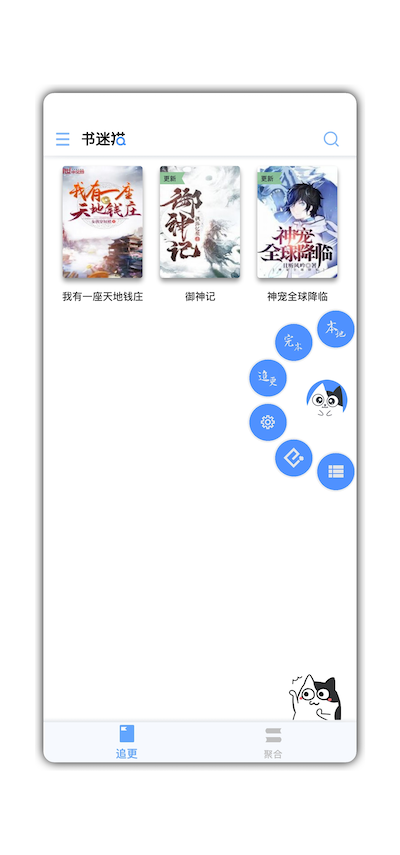 书迷猫
我有一座
天地钱庄
更新
御神记
更新
神宠
全球降临
我有一座天地钱庄
御神记
神宠全球降临
本地
完本
追更
追更
聚合